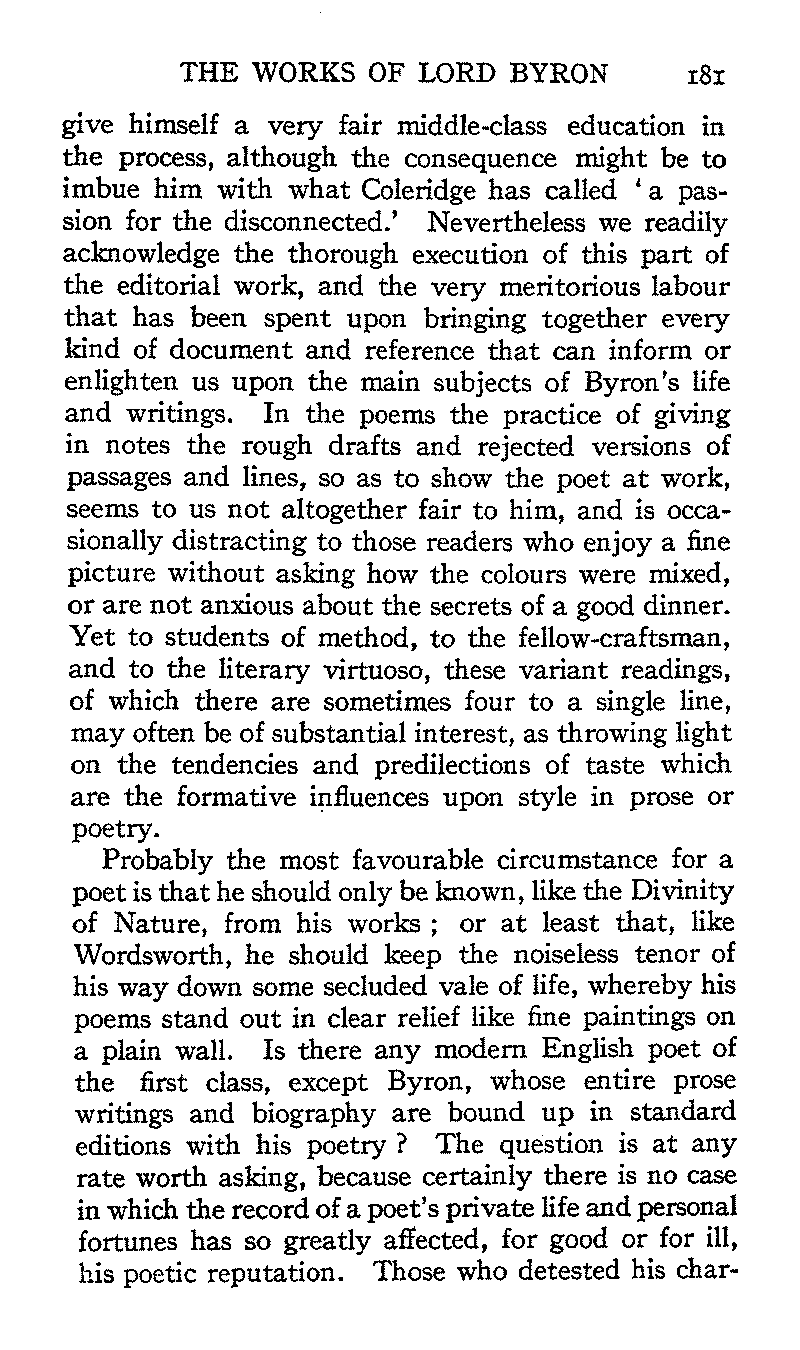 THE WORKS OF LORD BYRON 181
give himself a very fair middle-class education in
the process, although the consequence might be to
imbue him with what Coleridge has called ‘ a pas-
sion for the disconnected.’ Nevertheless we readily
acknowledge the thorough execution of this part of
the editorial work, and the very meritorious labour
that has been spent upon bringing together every
kind of document and reference that can inform or
enlighten us upon the main subjects of Byron's life
and writings. In the poems the practice of giving
in notes the rough drafts and rejected versions of
passages and lines, so as to show the poet at work,
seems to us not altogether fair to him, and is occa-
sionally distracting to those readers who enjoy a fine
picture without asking how the colours were mixed,
or are not anxious about the secrets of a good dinner.
Yet to students of method, to the fellow-craftsman,
and to the literary virtuoso, these variant readings,
of which there are sometimes four to a single line,
may often be of substantial interest, as throwing light
on the tendencies and predilections of taste which
are the formative influences upon style in prose or
poetry.
Probably the most favourable circumstance for a
poet is that he should only be known, like the Divinity
of Nature, from his works ; or at least that, like
Wordsworth, he should keep the noiseless tenor of
his way down some secluded vale of life, whereby his
poems stand out in clear relief like fine paintings on
a plain wall. Is there any modern English poet of
the first class, except Byron, whose entire prose
writings and biography are bound up in standard
editions with his poetry ? The question is at any
rate worth asking, because certainly there is no case
in which the record of a poet's private life and personal
fortunes has so greatly affected, for good or for ill,
his poetic reputation. Those who detested his char-